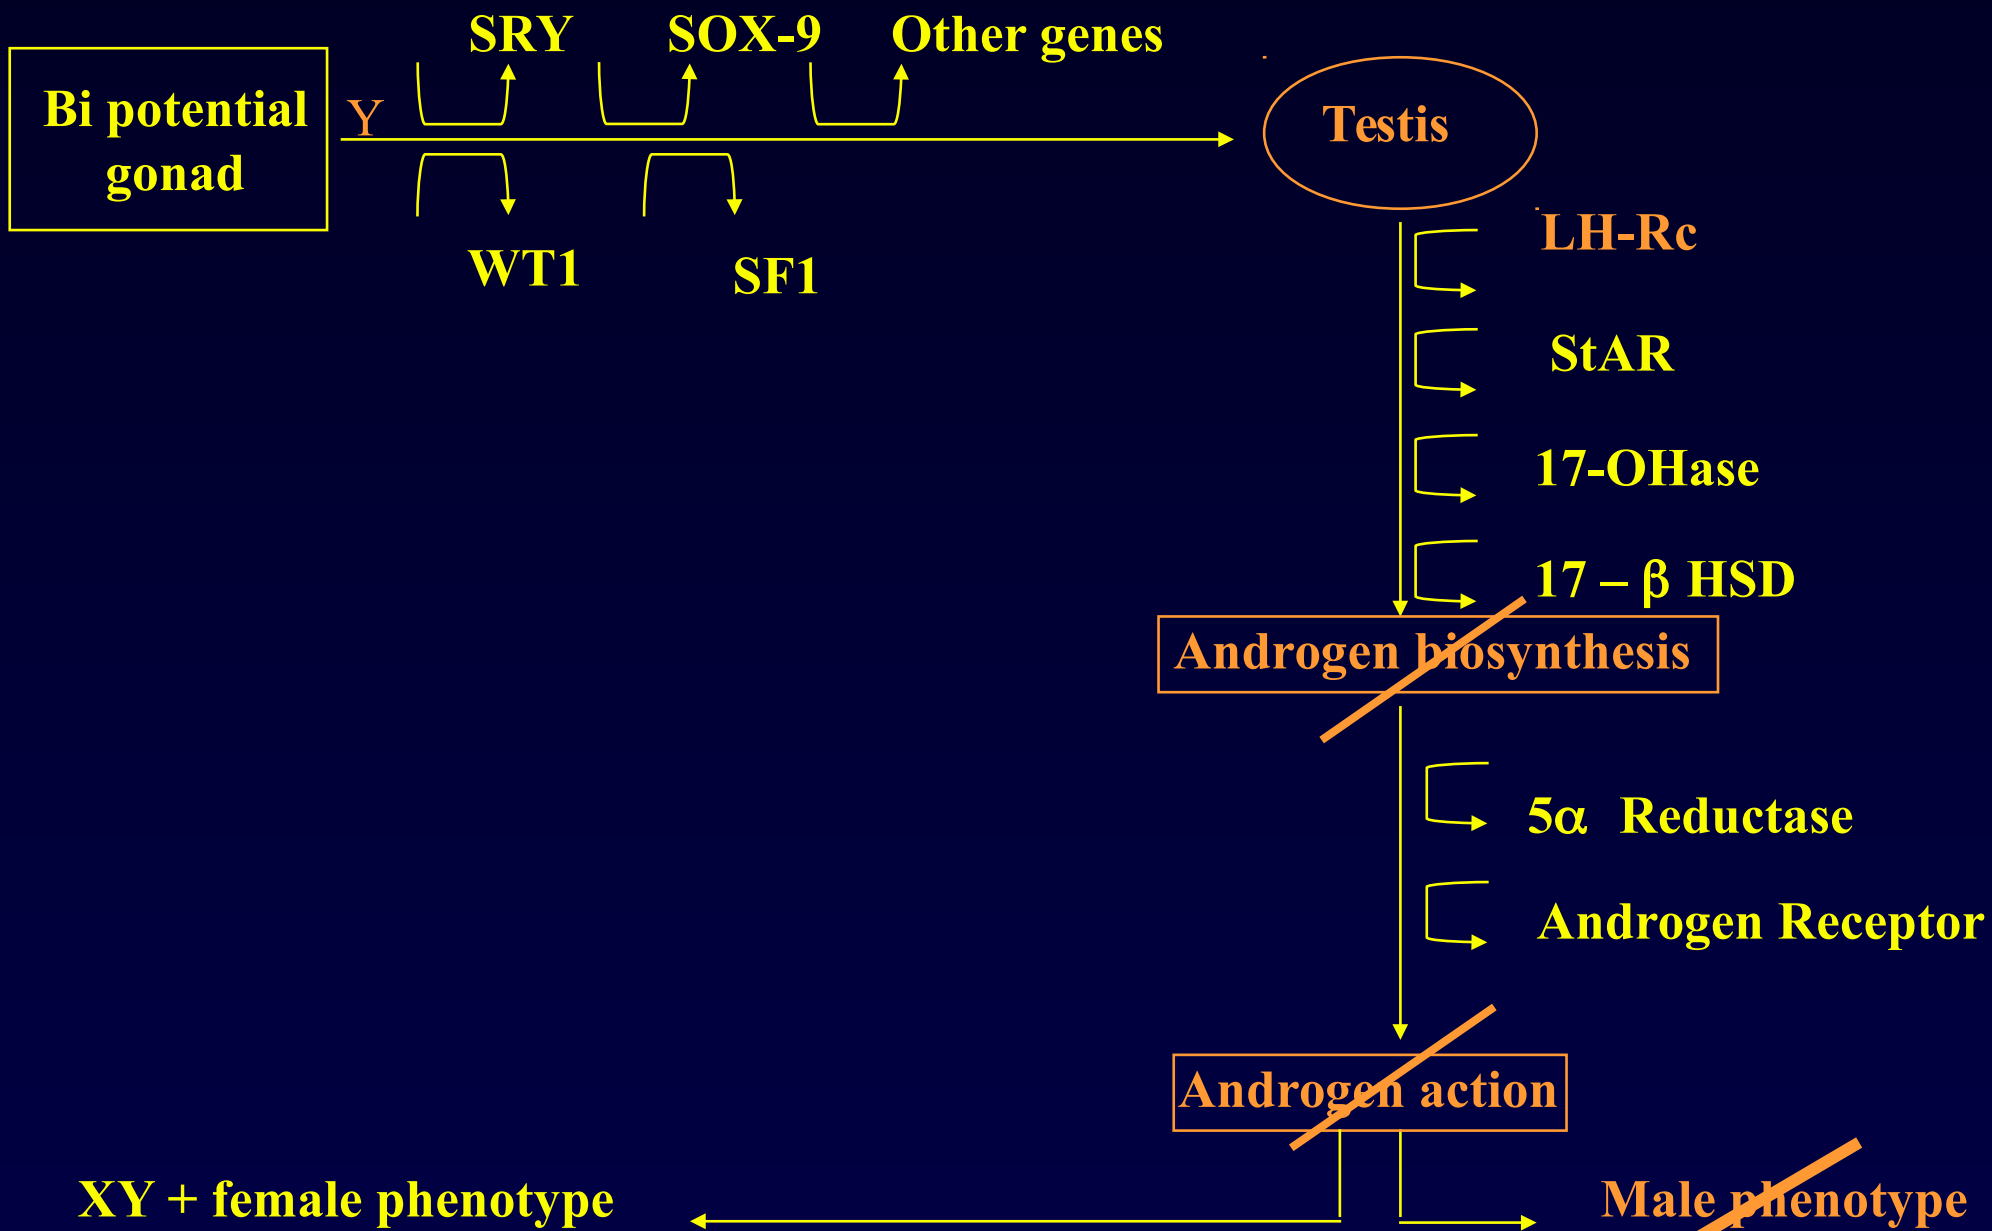 SRY
SOX-9
Other genes
Bi potential
gonad
Y
Testis
WT1
SF1
LH-Rc
StAR
17-OHase
17 – β HSD
Androgen biosynthesis
5α Reductase
Androgen Receptor
Androgen action
XY + female phenotype
Male phenotype